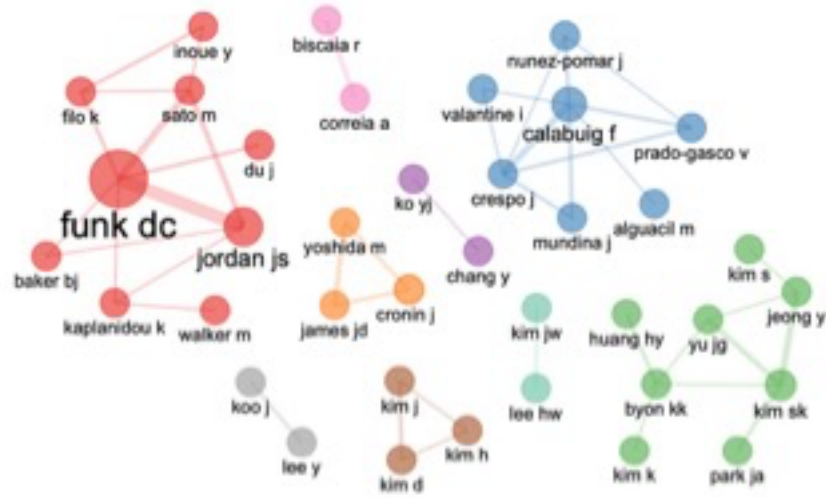 inoue y
biscaia r
nunez-pomar j
filo k
sato m
valantine i
correia a
calabuig f
prado-gasco v
du j
funk dc
ko yj
crespo j
mundina j
alguacil m
jordan js
yoshida m
chang y
baker bj
kim s
kaplanidou k
walker m
james jd
cronin j
kim jw
huang hy
yu jg
jeong y
koo j
kim j
lee hw
byon kk
kim sk
lee y
kim h
kim d
kim k
park ja